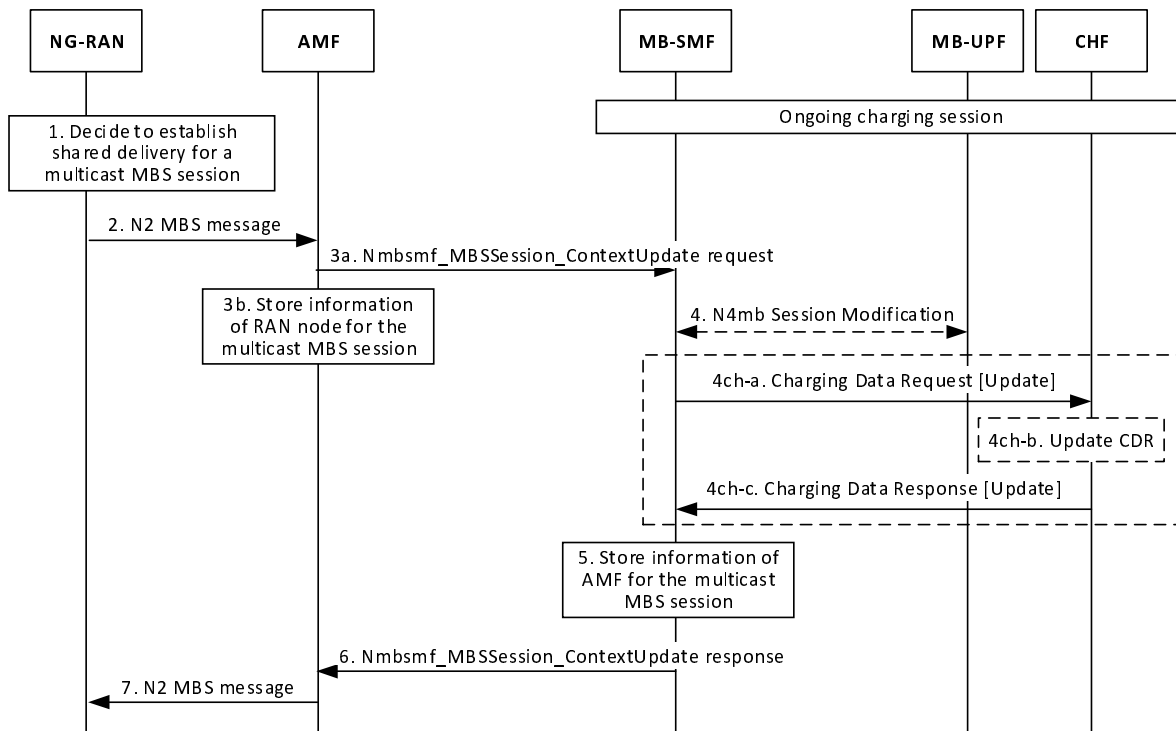 NG-RAN
AMF
MB-SMF
MB-UPF
CHF
Ongoing charging session
1. Decide to establish
shared delivery for a
multicast MBS session
2. N2 MBS message
3a. Nmbsmf_MBSSession_ContextUpdate request
3b. Store information
of RAN node for the
multicast MBS session
4. N4mb Session Modification
4ch-a. Charging Data Request [Update]
4ch-b. Update CDR
4ch-c. Charging Data Response [Update]
5. Store information of
AMF for the multicast
MBS session
6. Nmbsmf_MBSSession_ContextUpdate response
7. N2 MBS message